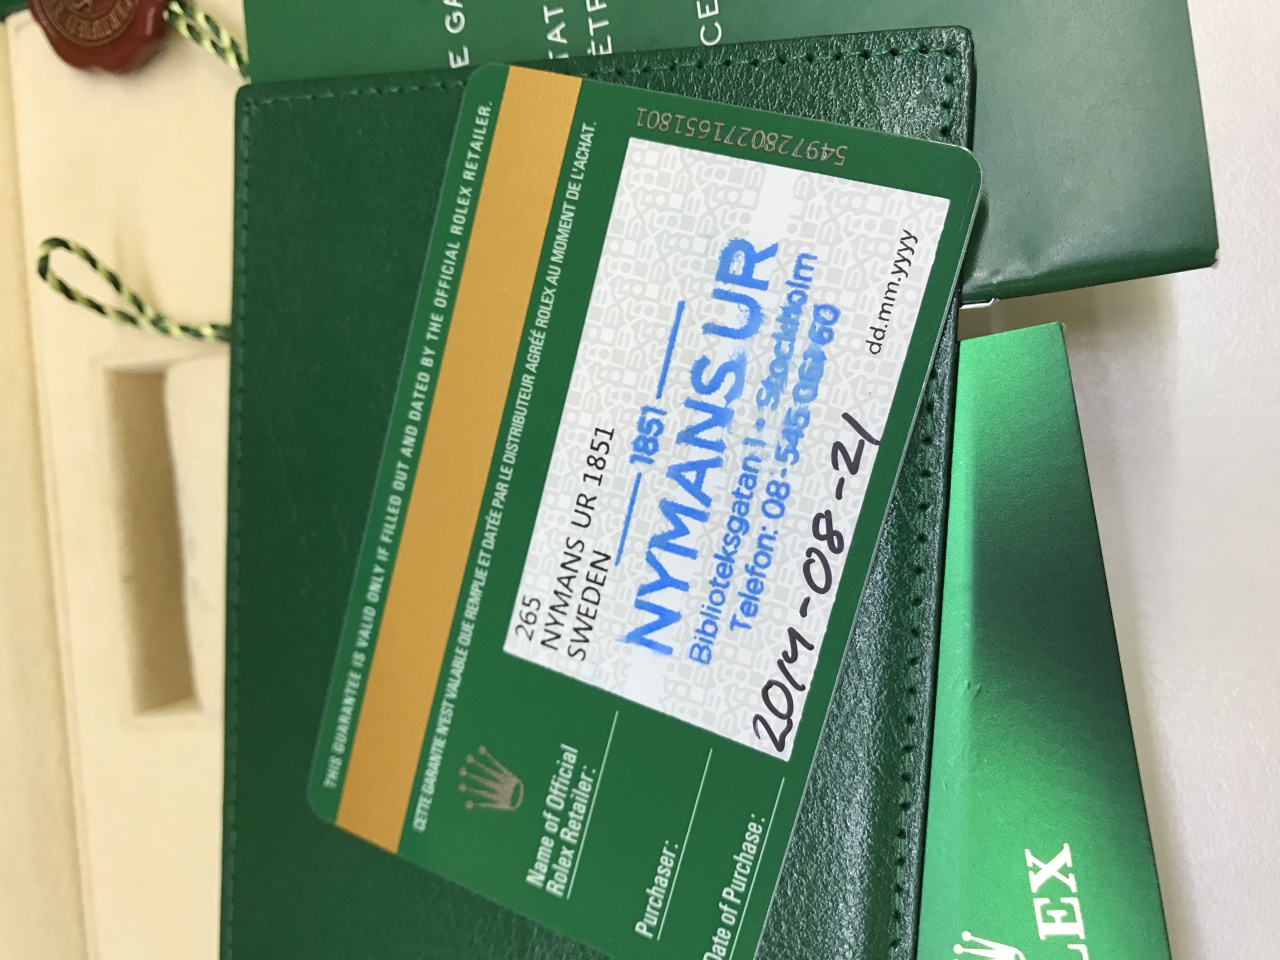 THIS GUARANTEE IS VALID ONLY IF FILLED OUT AND DATED BY THE OFFICIAL ROLEX RETAILER.
CETTE GARANTIE N'EST VALABLE QUE REMPLIE ET DATÉE PAR LE DISTRIBUTEUR AGRÉÉ ROLEX AU MOMENT DE L'ACHAT.
Name of Official
Rolex Retailer:
265
NYMANS UR 1851
SWEDEN
1851
NYMANS UR
Biblioteksgatan 1 • Stockholm
Telefon: 08-545 061 60
Purchaser:
Date of Purchase:
2014-08-21
dd.mm.yyyy
5497280271651801
LEX